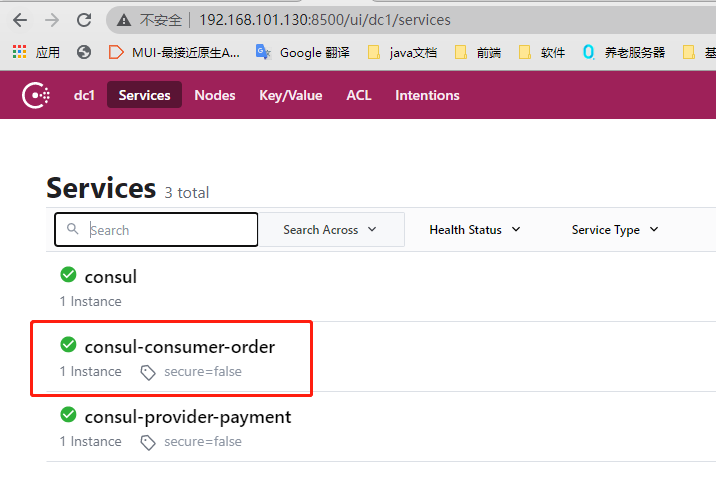 不安全 192.168.101.130:8500/ui/dc1/services
应用 MUI-最接近原生A... Google 翻译 java文档 前端 软件 养老服务器 基
dc1 Services Nodes Key/Value ACL Intentions
Services 3 total
Search Search Across Health Status Service Type
consul
1 Instance
consul-consumer-order
1 Instance secure=false
consul-provider-payment
1 Instance secure=false